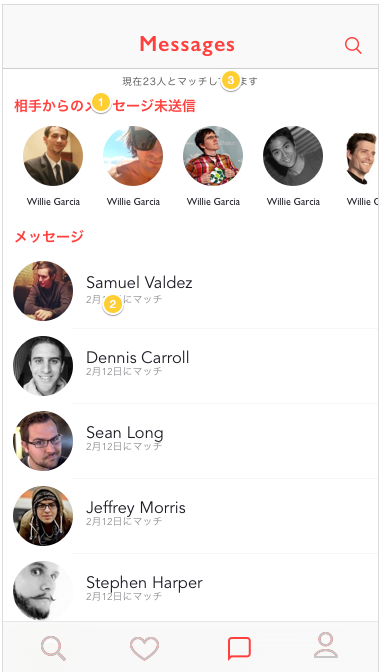 Messages
現在23人とマッチし
3
ます
相手からのメ
1
セージ未送信
Willie Garcia
Willie Garcia
Willie Garcia
Willie Garcia
Willie G
メッセージ
Samuel Valdez
2月
2
にマッチ
Dennis Carroll
2月12日にマッチ
Sean Long
2月12日にマッチ
Jeffrey Morris
2月12日にマッチ
Stephen Harper
2月12日にマッチ